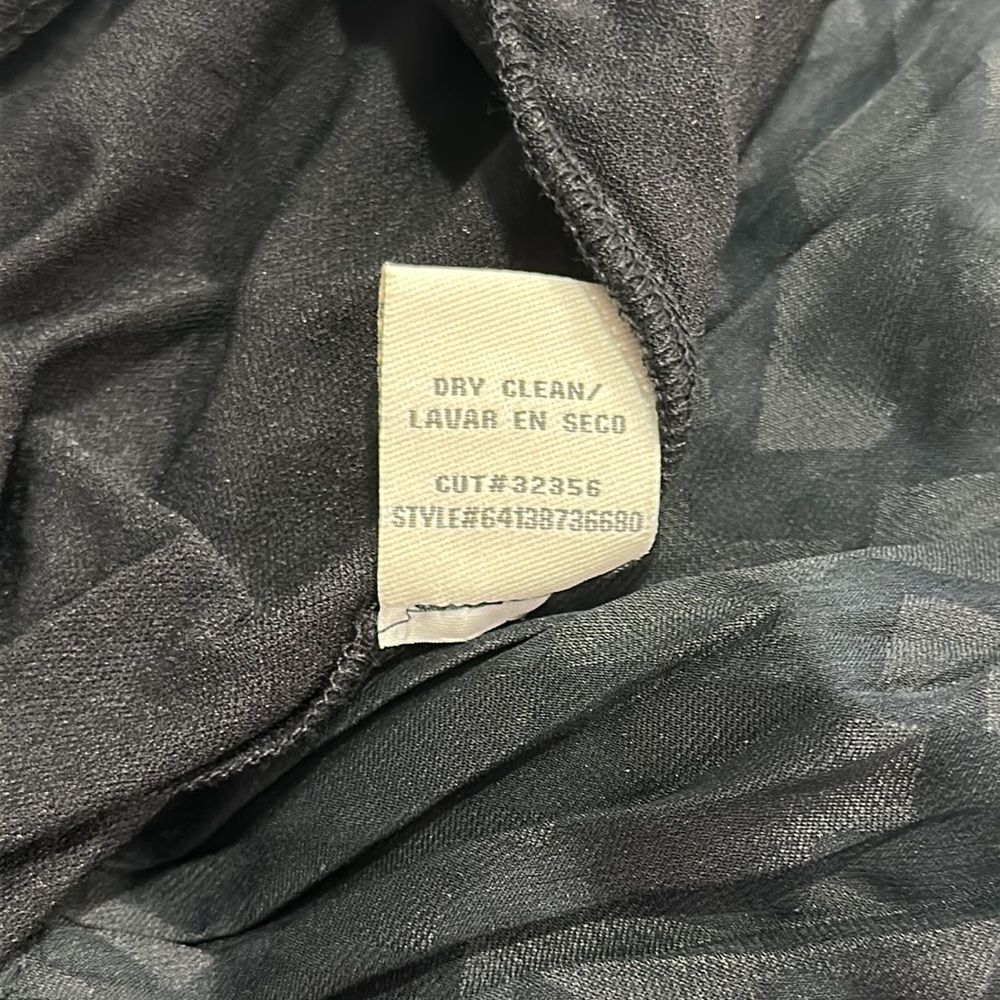 DRY CLEAN/
LAVAR EN SECO
CUT#32356
STYLE#64138736680